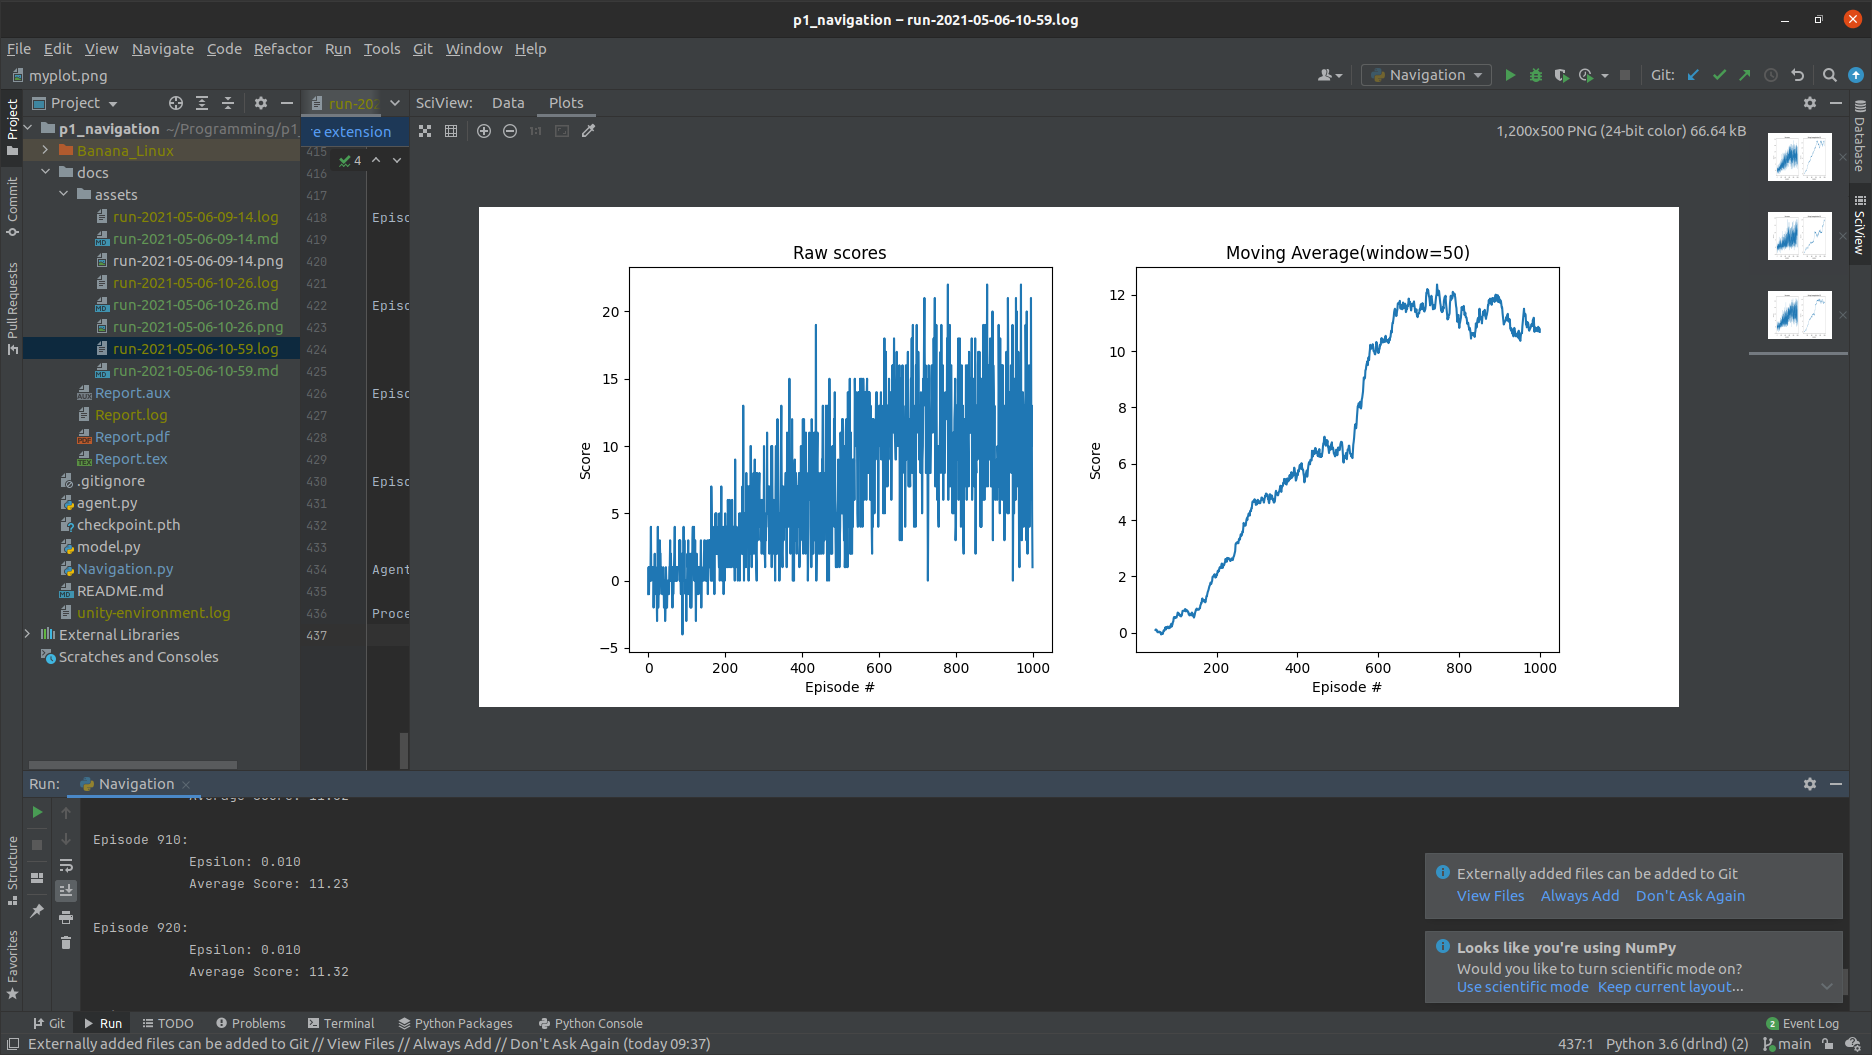 p1_navigation – run-2021-05-06-10-59.log
File Edit View Navigate Code Refactor Run Tools Git Window Help
myplot.png
Navigation
Git:
Project
run-202
SciView: Data Plots
p1_navigation ~/Programming/p1_
re extension
1:1
1,200x500 PNG (24-bit color) 66.64 kB
Banana_Linux
docs
assets
run-2021-05-06-09-14.log
run-2021-05-06-09-14.md
run-2021-05-06-09-14.png
run-2021-05-06-10-26.log
run-2021-05-06-10-26.md
run-2021-05-06-10-26.png
run-2021-05-06-10-59.log
run-2021-05-06-10-59.md
Report.aux
Report.log
Report.pdf
Report.tex
.gitignore
agent.py
checkpoint.pth
model.py
Navigation.py
README.md
unity-environment.log
External Libraries
Scratches and Consoles
Project
Commit
Pull Requests
Structure
Favorites
4
415
416
417
418 Episo
419
420
421
422 Episo
423
424
425
426 Episo
427
428
429
430 Episo
431
432
433
434 Agent
435
436 Proce
437
Raw scores
Score
20
15
10
5
0
−5
0 200 400 600 800 1000
Episode #
Moving Average(window=50)
Score
12
10
8
6
4
2
0
200 400 600 800 1000
Episode #
Database
SciView
Run: Navigation
Average Score: 11.02
Episode 910:
Epsilon: 0.010
Average Score: 11.23
Episode 920:
Epsilon: 0.010
Average Score: 11.32
Externally added files can be added to Git
View Files Always Add Don't Ask Again
Looks like you're using NumPy
Would you like to turn scientific mode on?
Use scientific mode Keep current layout...
Git Run TODO Problems Terminal Python Packages Python Console
2 Event Log
Externally added files can be added to Git // View Files // Always Add // Don't Ask Again (today 09:37)
437:1 Python 3.6 (drlnd) (2) main